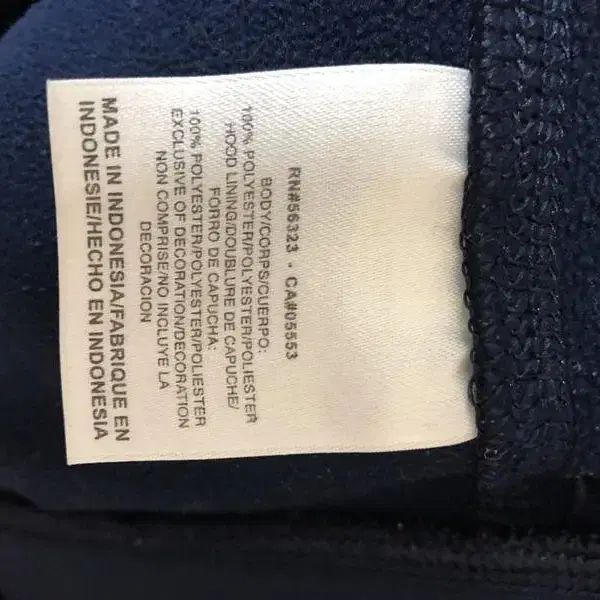 RN#56323 - CA#05553
BODY/CORPS/CUERPO:
100% POLYESTER/POLYESTER/POLIESTER
HOOD LINING/DOUBLURE DE CAPUCHE/
FORRO DE CAPUCHA:
100% POLYESTER/POLYESTER/POLIESTER
EXCLUSIVE OF DECORATION/DECORATION
NON COMPRISE/NO INCLUYE LA
DECORACION
MADE IN INDONESIA/FABRIQUE EN
INDONESIE/HECHO EN INDONESIA